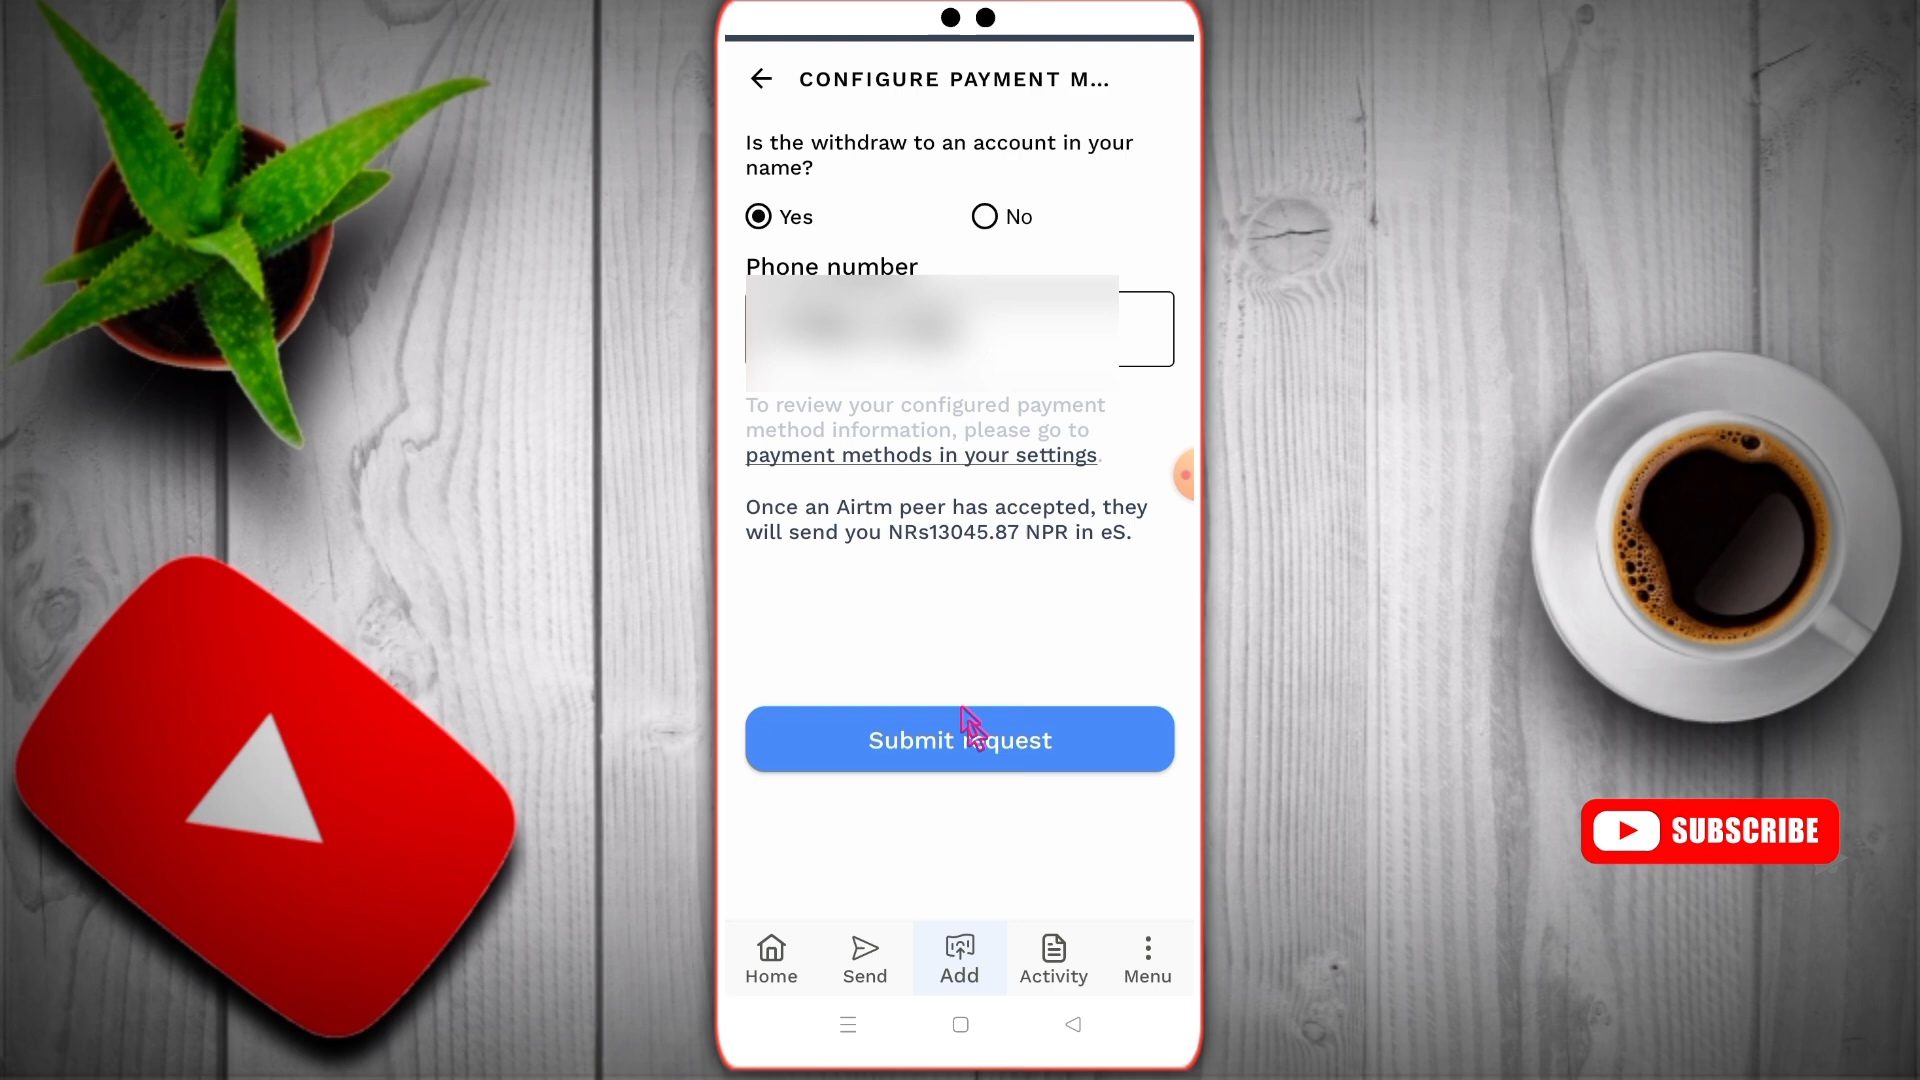 CONFIGURE PAYMENT M...
Is the withdraw to an account in your
name?
Yes
No
Phone number
To review your configured payment
method information, please go to
payment methods in your settings.
Once an Airtm peer has accepted, they
will send you NRs13045.87 NPR in eS.
Submit request
SUBSCRIBE
Home
Send
Add
Activity
Menu